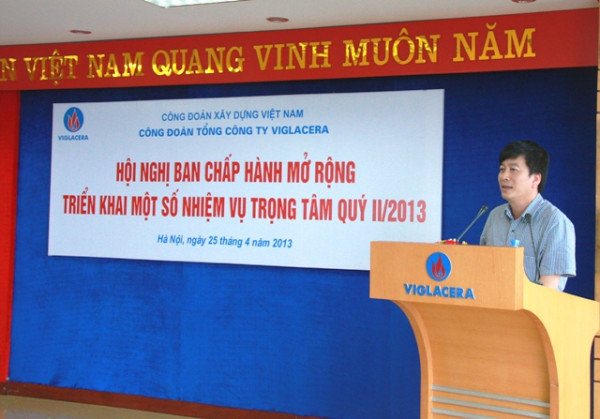 VIỆT NAM QUANG VINH MUÔN NĂM
VIGLACERA
CÔNG ĐOÀN XÂY DỰNG VIỆT NAM
CÔNG ĐOÀN TỔNG CÔNG TY VIGLACERA
HỘI NGHỊ BAN CHẤP HÀNH MỞ RỘNG
TRIỂN KHAI MỘT SỐ NHIỆM VỤ TRỌNG TÂM QUÝ II/2013
Hà Nội, ngày 25 tháng 4 năm 2013
VIGLACERA